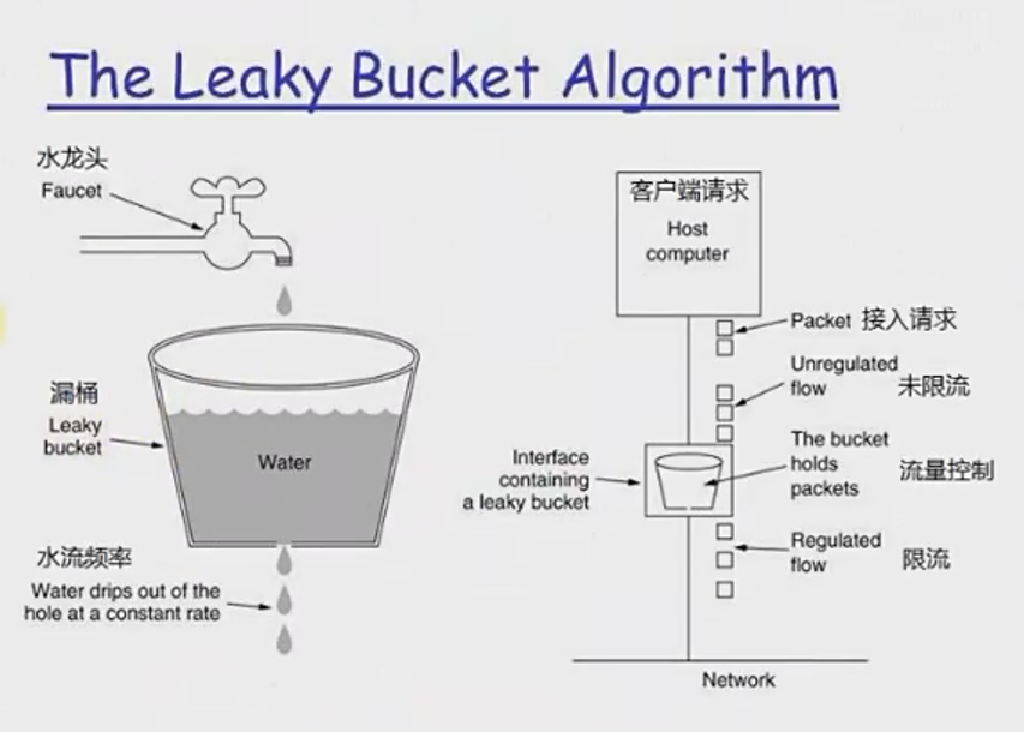 The Leaky Bucket Algorithm
水龙头
Faucet
漏桶
Leaky
bucket
Water
水流频率
Water drips out of the
hole at a constant rate
客户端请求
Host
computer
Packet 接入请求
Unregulated
flow 未限流
Interface
containing
a leaky bucket
The bucket
holds
packets 流量控制
Regulated
flow 限流
Network